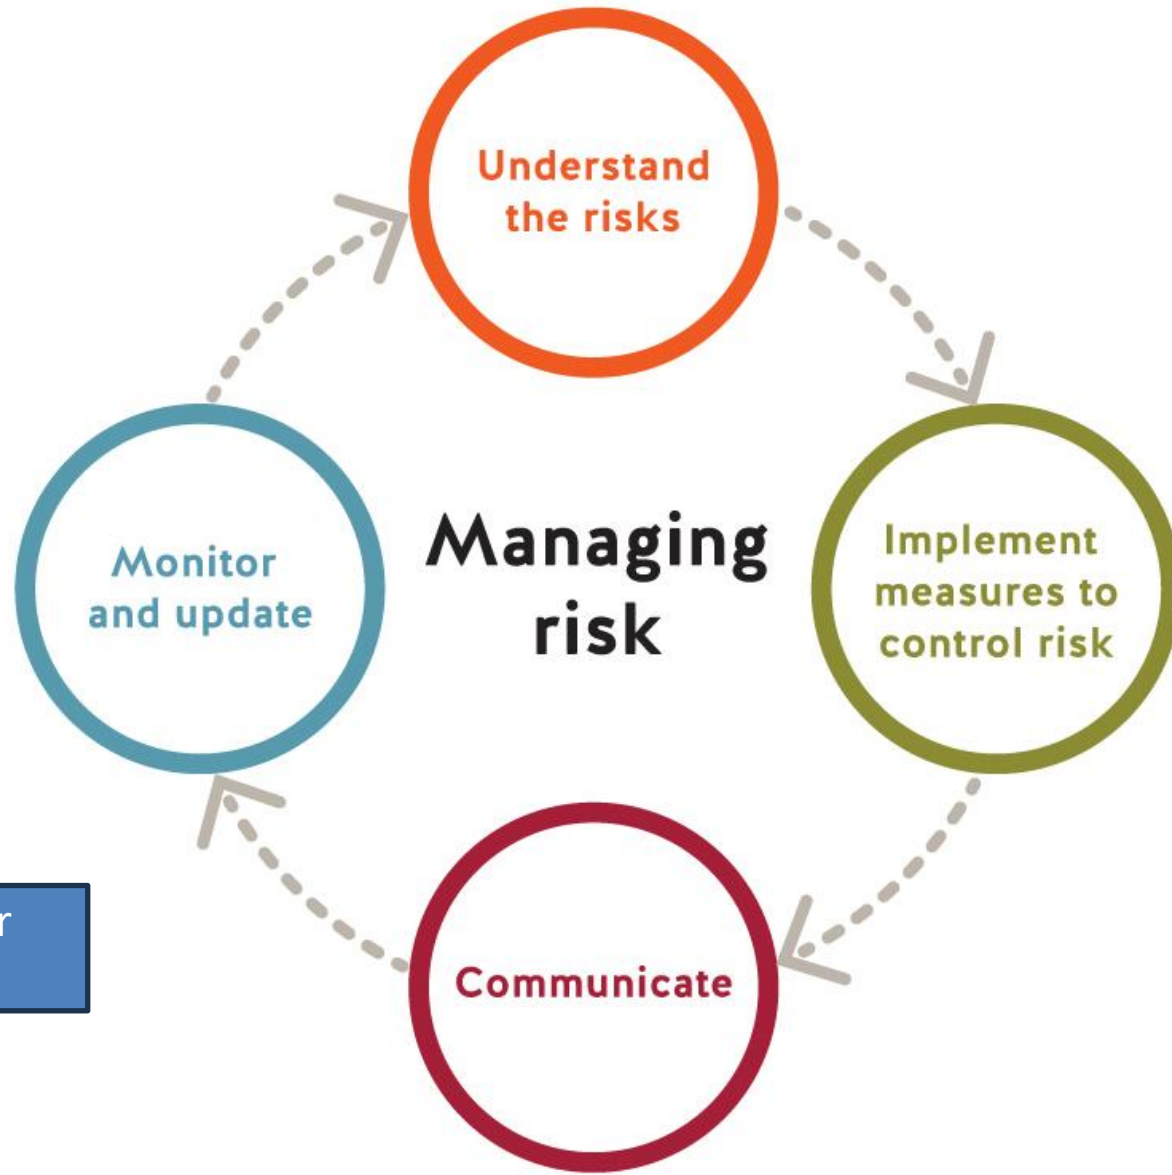 Understand
the risks
Implement
measures to
control risk
Managing
risk
Monitor
and update
Communicate